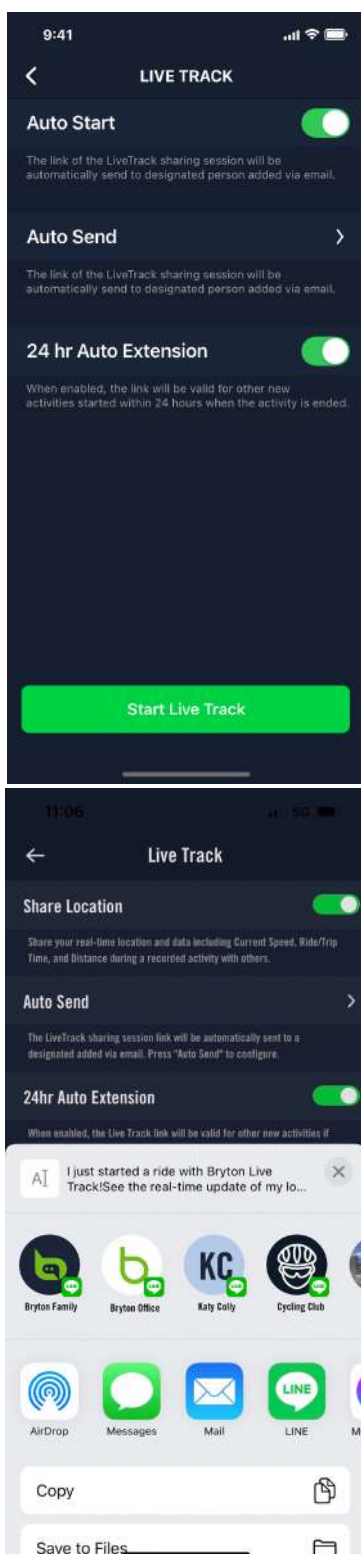 9:41
LIVE TRACK
Auto Start
The link of the LiveTrack sharing session will be
automatically send to designated person added via email.
Auto Send
The link of the LiveTrack sharing session will be
automatically send to designated person added via email.
24 hr Auto Extension
When enabled, the link will be valid for other new
activities started within 24 hours when the activity is ended.
Start Live Track
11:06
5G
Live Track
Share Location
Share your real-time location and data including Current Speed, Ride/Trip
Time, and Distance during a recorded activity with others.
Auto Send
The LiveTrack sharing session link will be automatically sent to a
designated added via email. Press "Auto Send" to configure.
24hr Auto Extension
When enabled, the Live Track link will be valid for other new activities if
I just started a ride with Bryton Live
Track!See the real-time update of my lo...
KC
Bryton Family Bryton Office Katy Colly Cycling Club
LINE
AirDrop Messages Mail LINE M
Copy
Save to Files